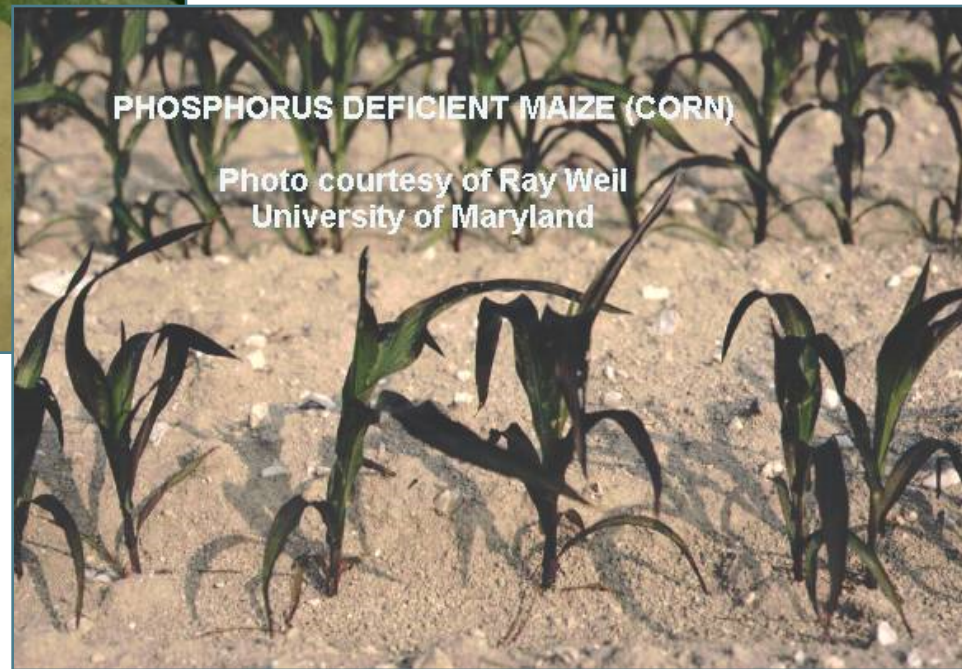 PHOSPHORUS DEFICIENT MAIZE (CORN)
Photo courtesy of Ray Weil
University of Maryland